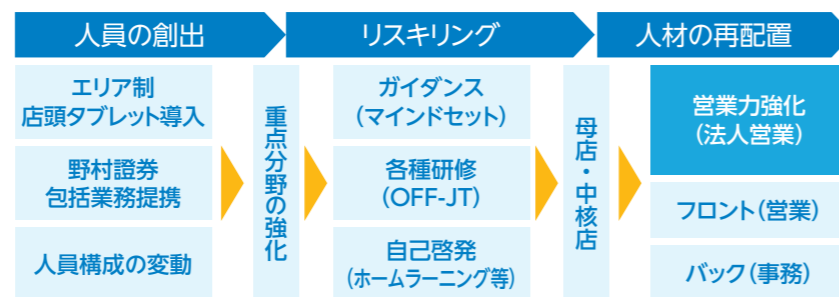 人員の創出
リスキリング
人材の再配置
エリア制
店頭タブレット導入
野村證券
包括業務提携
人員構成の変動
重点分野の強化
ガイダンス
(マインドセット)
各種研修
(OFF-JT)
自己啓発
(ホームラーニング等)
母店・中核店
営業力強化
(法人営業)
フロント(営業)
バック(事務)